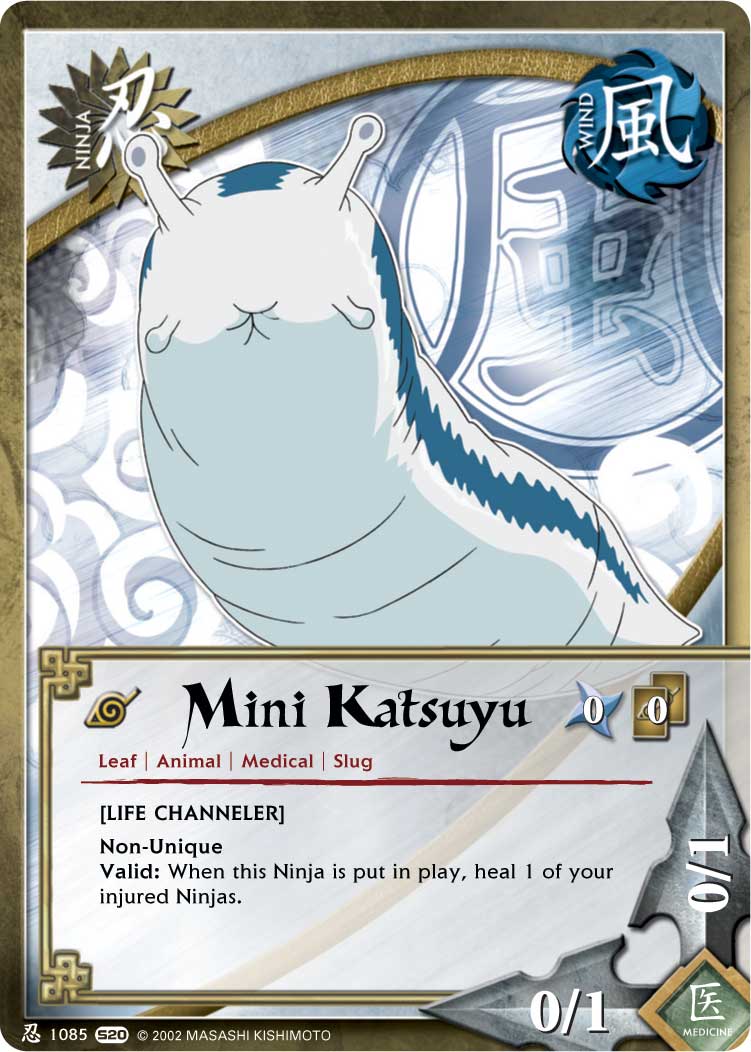 NINJA 忍
WIND 風
Mini Katsuyu 0 0
Leaf | Animal | Medical | Slug
[LIFE CHANNELER]
Non-Unique
Valid: When this Ninja is put in play, heal 1 of your
injured Ninjas.
0/1
0/1
医
MEDICINE
忍 1085 S20 © 2002 MASASHI KISHIMOTO